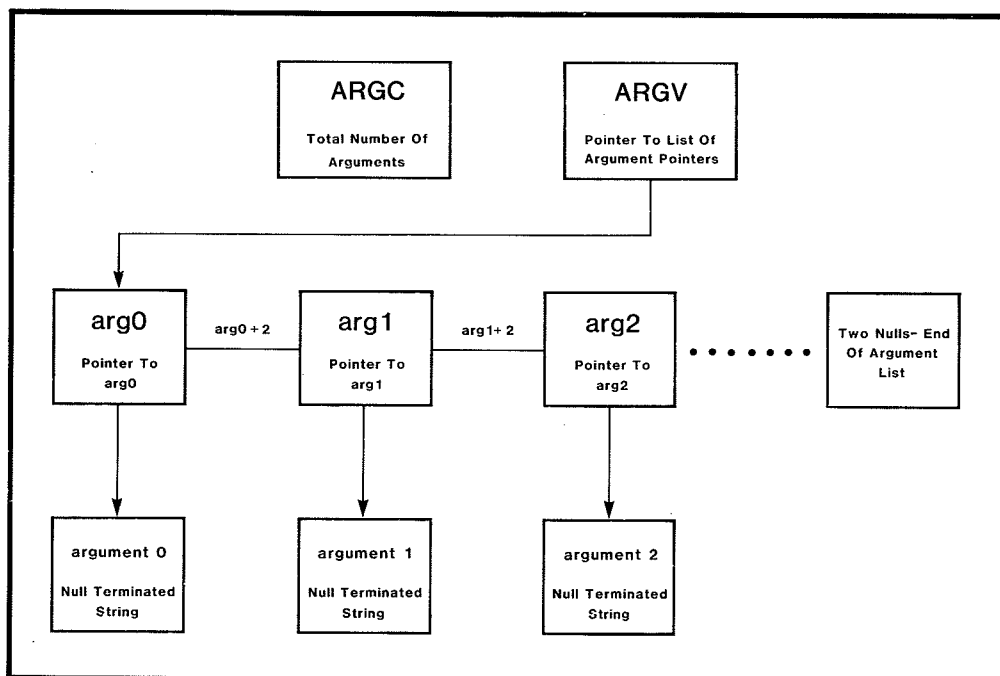 ARGC
Total Number Of
Arguments
ARGV
Pointer To List Of
Argument Pointers
arg0
Pointer To
arg0
arg0 + 2
arg1
Pointer To
arg1
arg1 + 2
arg2
Pointer To
arg2
Two Nulls- End
Of Argument
List
argument 0
Null Terminated
String
argument 1
Null Terminated
String
argument 2
Null Terminated
String